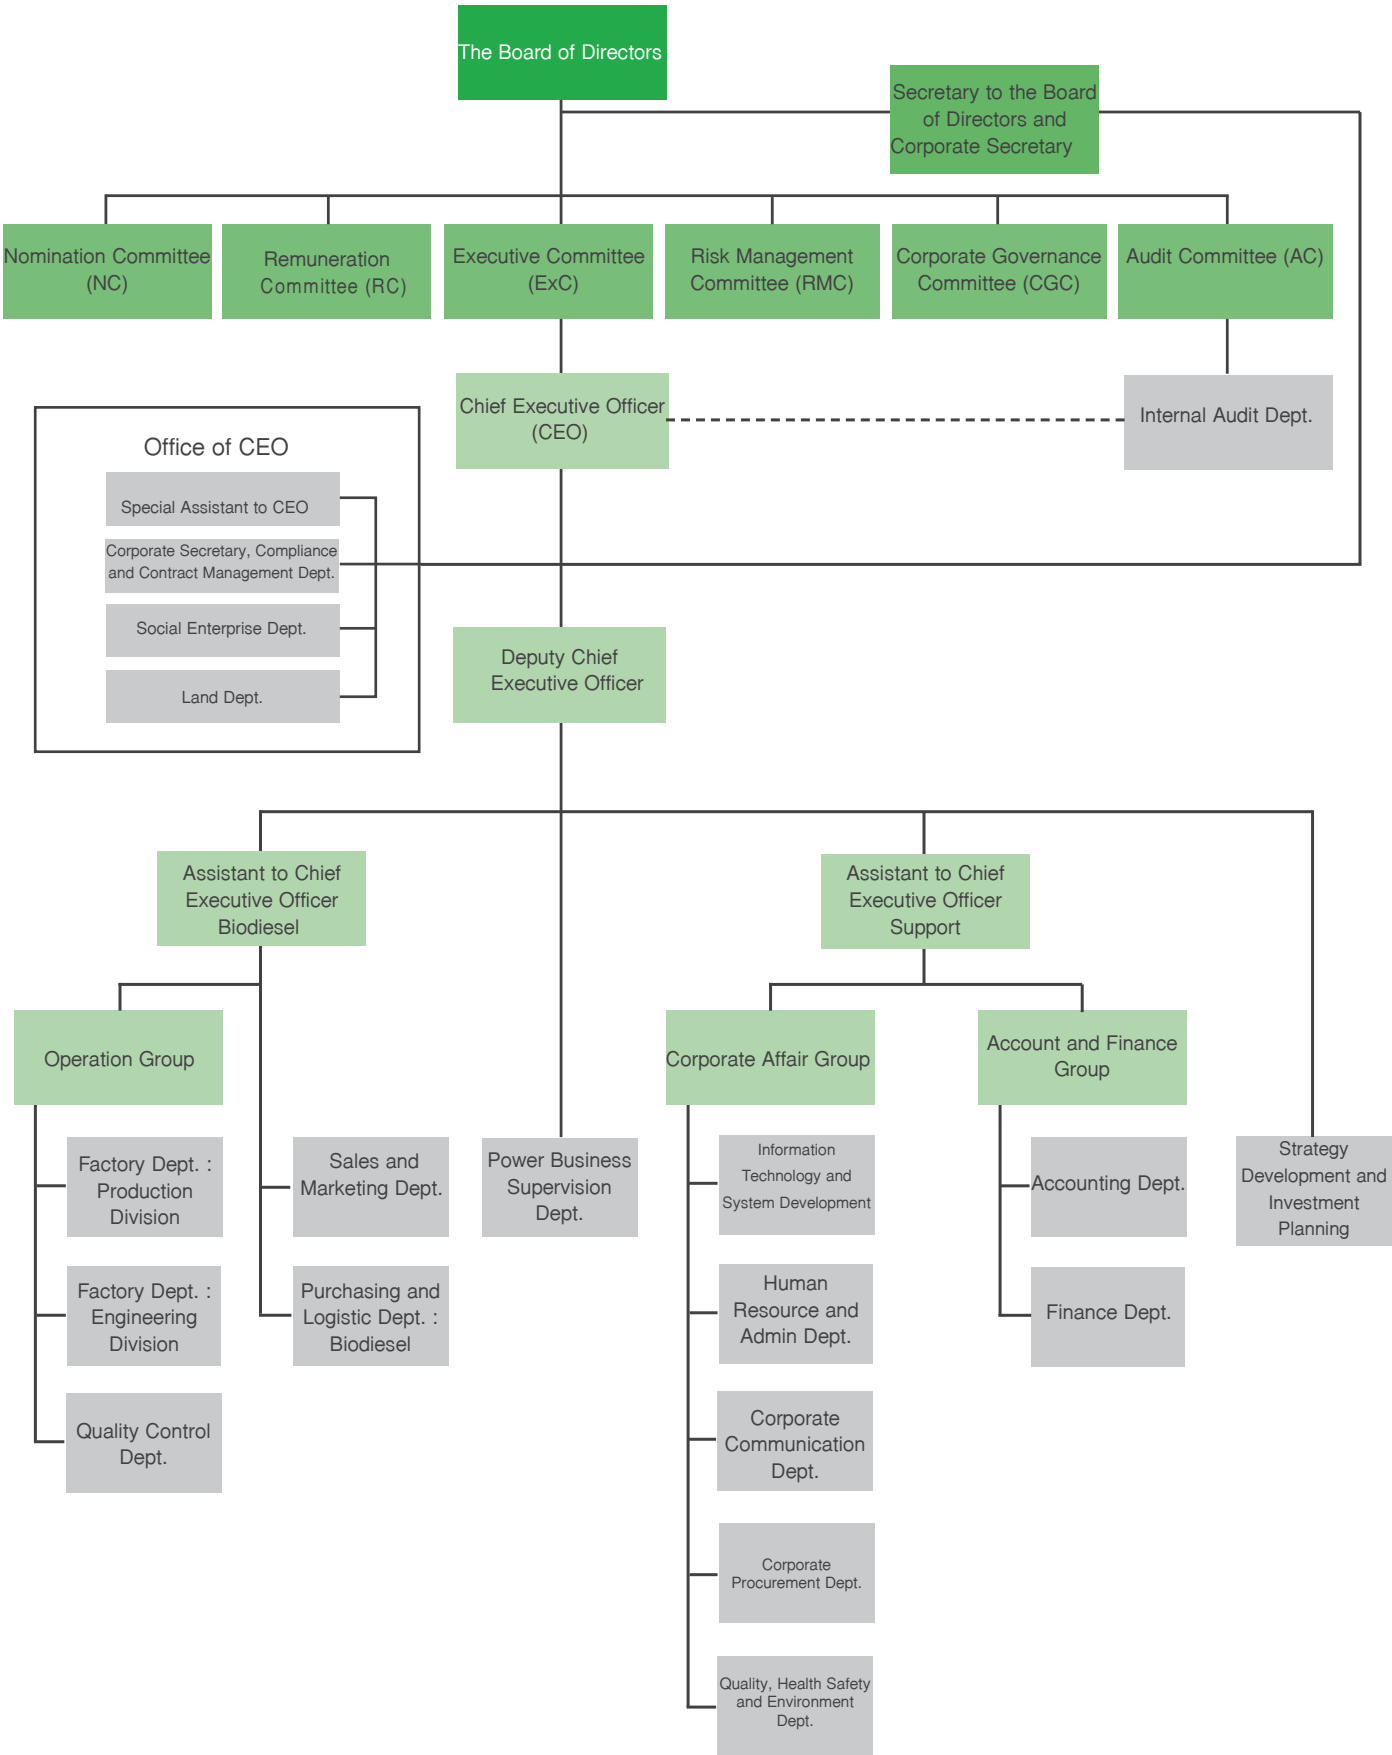 The Board of Directors
Secretary to the Board
of Directors and
Corporate Secretary
Nomination Committee
(NC)
Remuneration
Committee (RC)
Executive Committee
(ExC)
Risk Management
Committee (RMC)
Corporate Governance
Committee (CGC)
Audit Committee (AC)
Chief Executive Officer
(CEO)
Internal Audit Dept.
Office of CEO
Special Assistant to CEO
Corporate Secretary, Compliance
and Contract Management Dept.
Social Enterprise Dept.
Land Dept.
Deputy Chief
Executive Officer
Assistant to Chief
Executive Officer
Biodiesel
Assistant to Chief
Executive Officer
Support
Operation Group
Corporate Affair Group
Account and Finance
Group
Factory Dept. :
Production
Division
Sales and
Marketing Dept.
Power Business
Supervision
Dept.
Information
Technology and
System Development
Accounting Dept.
Strategy
Development and
Investment
Planning
Factory Dept. :
Engineering
Division
Purchasing and
Logistic Dept. :
Biodiesel
Human
Resource and
Admin Dept.
Finance Dept.
Quality Control
Dept.
Corporate
Communication
Dept.
Corporate
Procurement Dept.
Quality, Health Safety
and Environment
Dept.